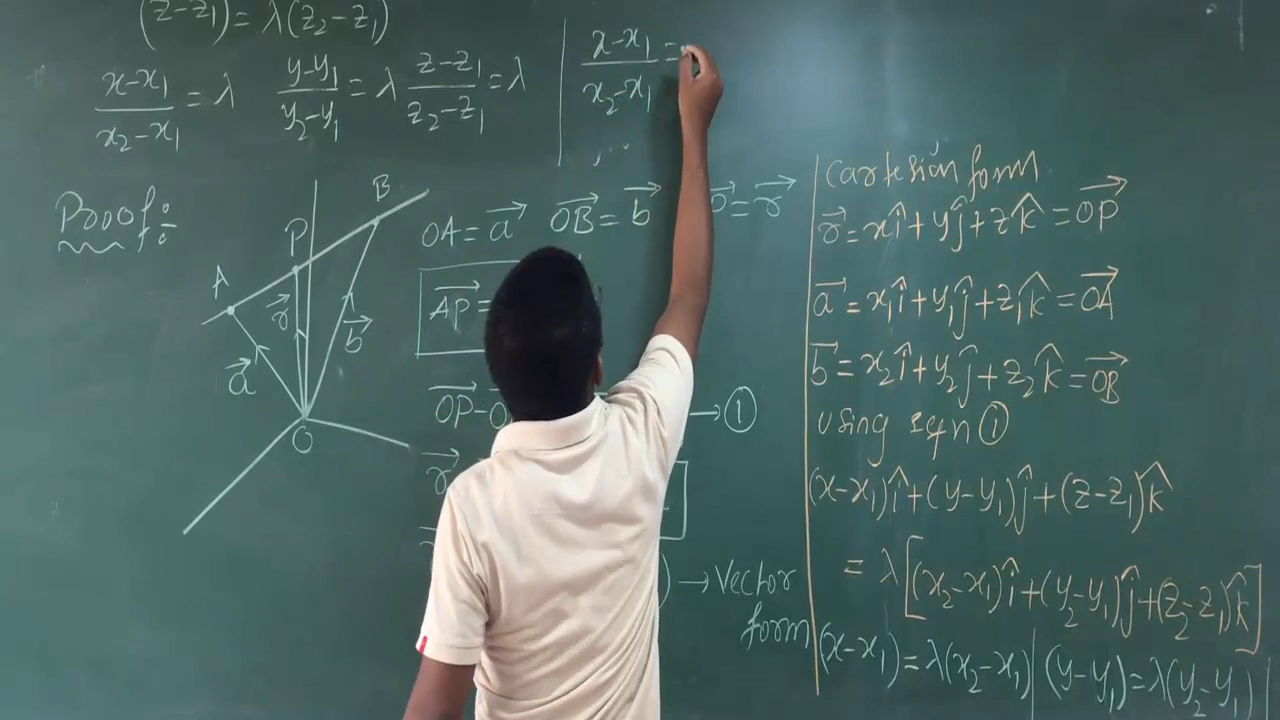 (z-z₁)= λ(z₂-z₁)
x-x₁/x₂-x₁ = λ   y-y₁/y₂-y₁ = λ   z-z₁/z₂-z₁ = λ
x-x₁/x₂-x₁ =
Proof:
A P B
r⃗ a⃗ b⃗
O
OA = a⃗   OB⃗ = b⃗   = r⃗
AP⃗ =
OP⃗ - → ①
r⃗
) → Vector
form
Cartesian form
r⃗ = xî + yĵ + zk̂ = OP⃗
a⃗ = x₁î + y₁ĵ + z₁k̂ = OA⃗
b⃗ = x₂î + y₂ĵ + z₂k̂ = OB⃗
using eqn ①
(x-x₁)î + (y-y₁)ĵ + (z-z₁)k̂
= λ[(x₂-x₁)î + (y₂-y₁)ĵ + (z₂-z₁)k̂]
(x-x₁) = λ(x₂-x₁) | (y-y₁) = λ(y₂-y₁) |